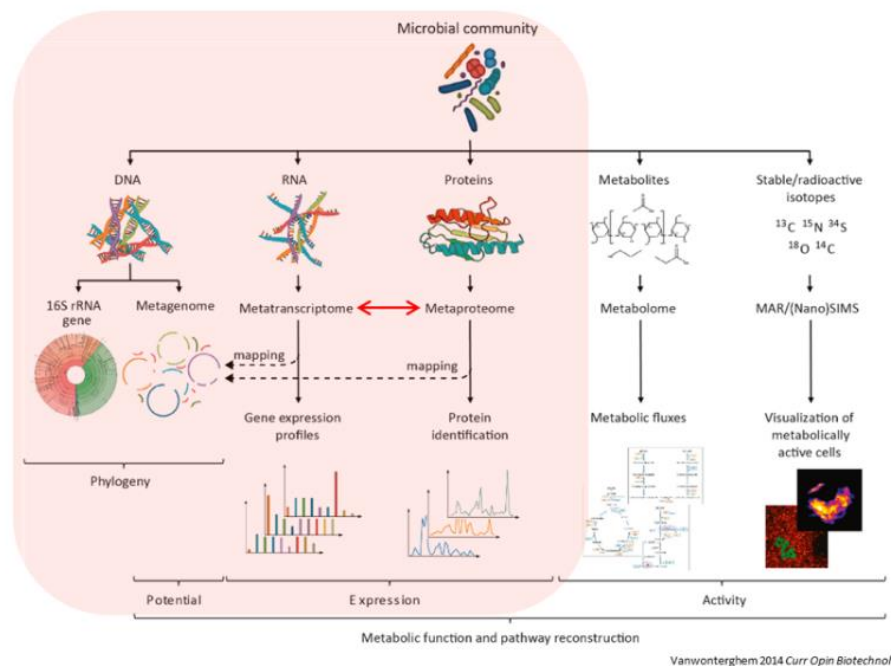 Microbial community
DNA
RNA
Proteins
Metabolites
Stable/radioactive
isotopes
¹³C ¹⁵N ³⁴S
¹⁸O ¹⁴C
16S rRNA
gene
Metagenome
Metatranscriptome
Metaproteome
Metabolome
MAR/(Nano)SIMS
mapping
mapping
Gene expression
profiles
Protein
identification
Metabolic fluxes
Visualization of
metabolically
active cells
Phylogeny
Potential
Expression
Activity
Metabolic function and pathway reconstruction
Vanwonterghem 2014 Curr Opin Biotechnol